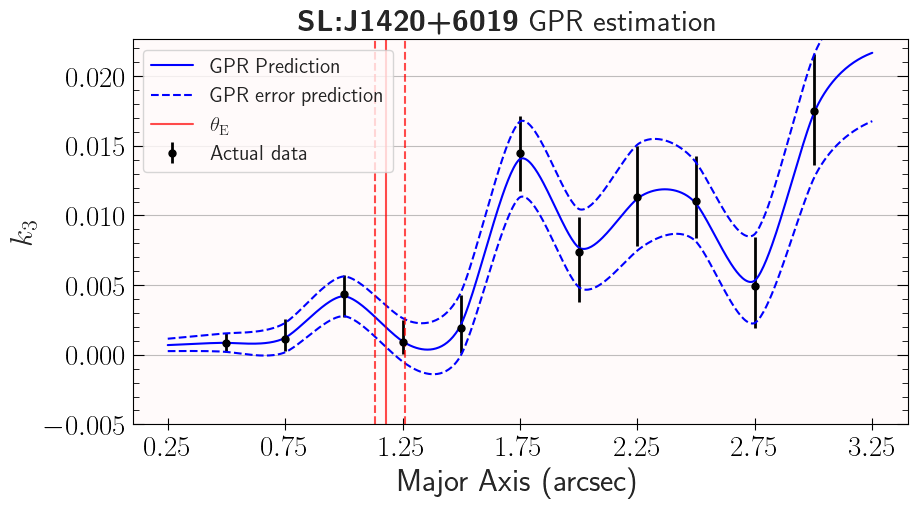 SL:J1420+6019 GPR estimation
GPR Prediction
GPR error prediction
θE
Actual data
k3
0.020
0.015
0.010
0.005
0.000
−0.005
0.25 0.75 1.25 1.75 2.25 2.75 3.25
Major Axis (arcsec)